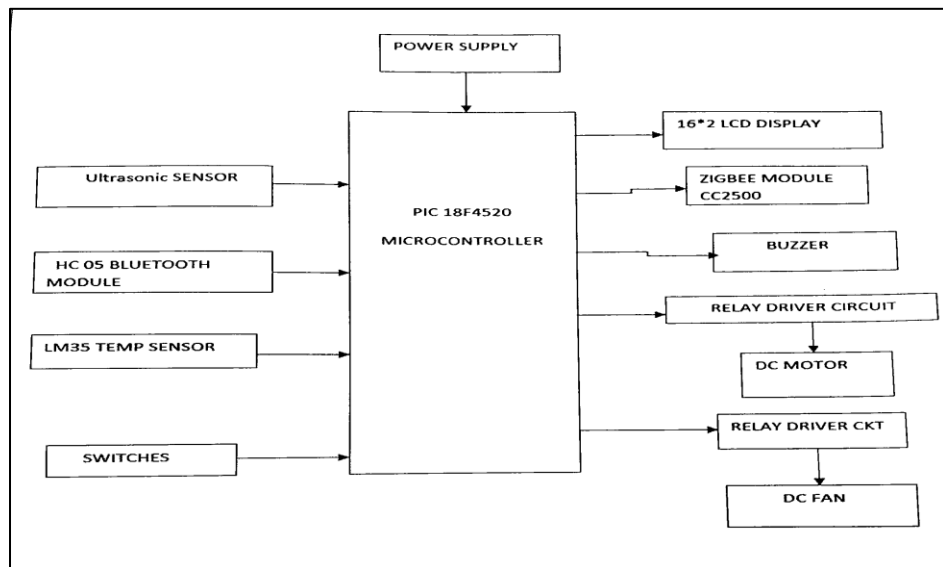 POWER SUPPLY
16*2 LCD DISPLAY
Ultrasonic SENSOR
ZIGBEE MODULE
CC2500
PIC 18F4520
MICROCONTROLLER
BUZZER
HC 05 BLUETOOTH
MODULE
RELAY DRIVER CIRCUIT
LM35 TEMP SENSOR
DC MOTOR
RELAY DRIVER CKT
SWITCHES
DC FAN